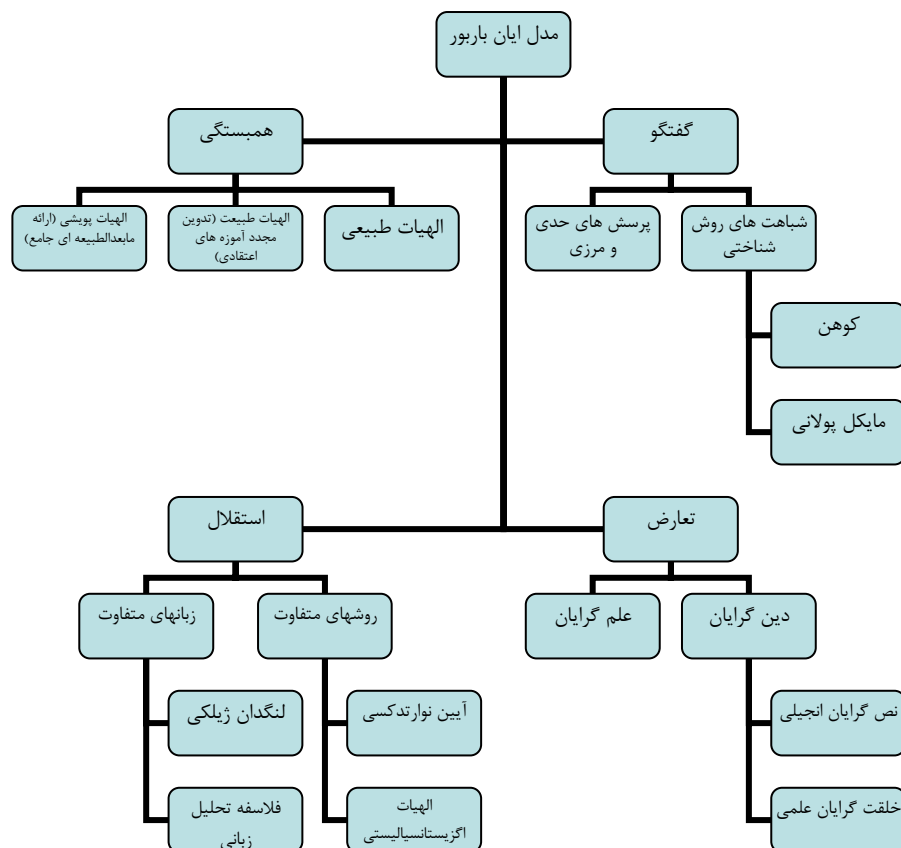 مدل ایان باربور
گفتگو
همبستگی
شباهت های روش
شناختی
پرسش های حدی
و مرزی
الهیات طبیعی
الهیات طبیعت (تدوین
مجدد آموزه های
اعتقادی)
الهیات پویشی (ارائه
مابعدالطبیعه ای جامع)
کوهن
مایکل پولانی
تعارض
استقلال
دین گرایان
علم گرایان
روشهای متفاوت
زبانهای متفاوت
نص گرایان انجیلی
خلقت گرایان علمی
آیین نوارتدکسی
الهیات
اگزیستانسیالیستی
لنگدان ژیلکی
فلاسفه تحلیل
زبانی